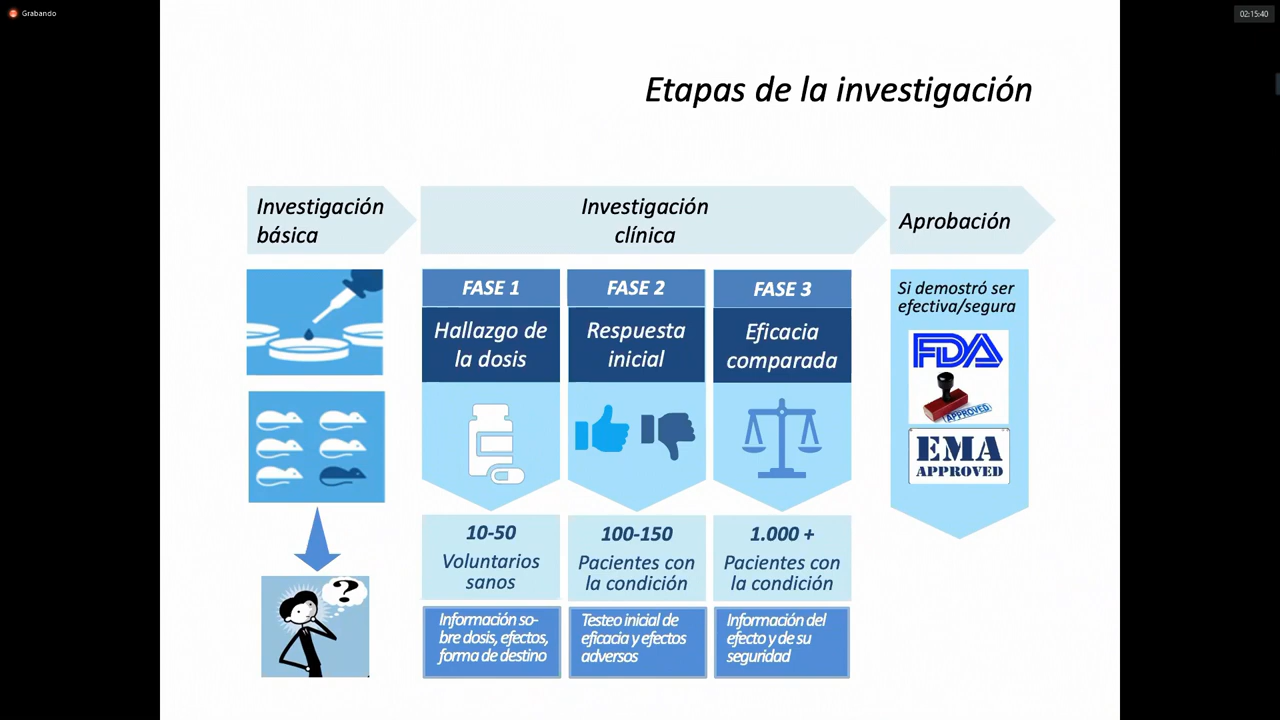 Grabando
02:15:40
Etapas de la investigación
Investigación
básica
Investigación
clínica
Aprobación
FASE 1
Hallazgo de
la dosis
10-50
Voluntarios
sanos
Información so-
bre dosis, efectos,
forma de destino
FASE 2
Respuesta
inicial
100-150
Pacientes con
la condición
Testeo inicial de
eficacia y efectos
adversos
FASE 3
Eficacia
comparada
1.000 +
Pacientes con
la condición
Información del
efecto y de su
seguridad
Si demostró ser
efectiva/segura
FDA
APPROVED
EMA
APPROVED
?